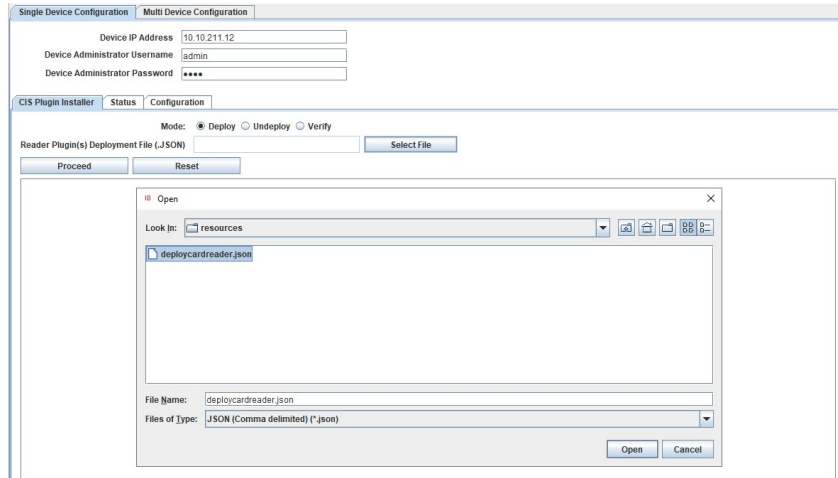 Single Device Configuration Multi Device Configuration
Device IP Address 10.10.211.12
Device Administrator Username admin
Device Administrator Password ••••
CIS Plugin Installer Status Configuration
Mode: Deploy Undeploy Verify
Reader Plugin(s) Deployment File (.JSON) Select File
Proceed Reset
Open
Look In: resources
deploycardreader.json
File Name: deploycardreader.json
Files of Type: JSON (Comma delimited) (*.json)
Open Cancel